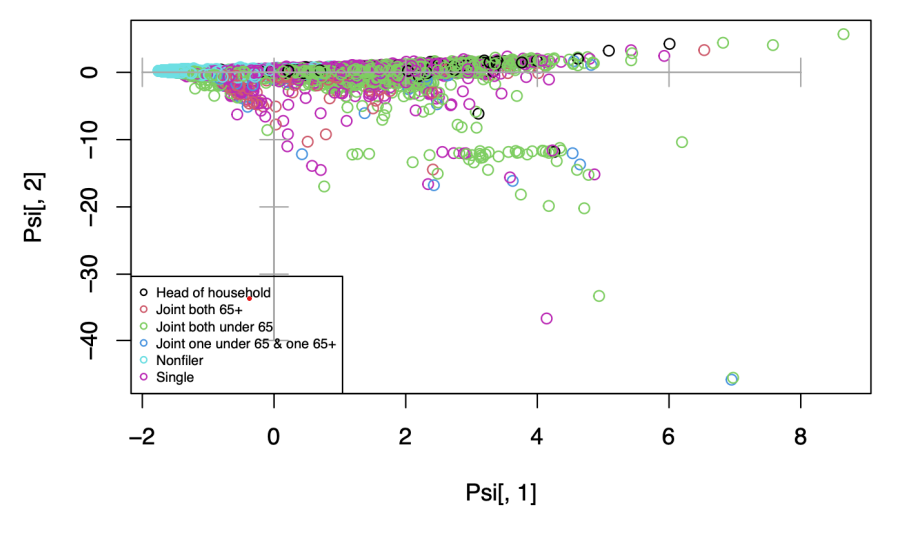 0
−10
−20
−30
−40
Psi[, 2]
Head of household
Joint both 65+
Joint both under 65
Joint one under 65 & one 65+
Nonfiler
Single
−2
0
2
4
6
8
Psi[, 1]